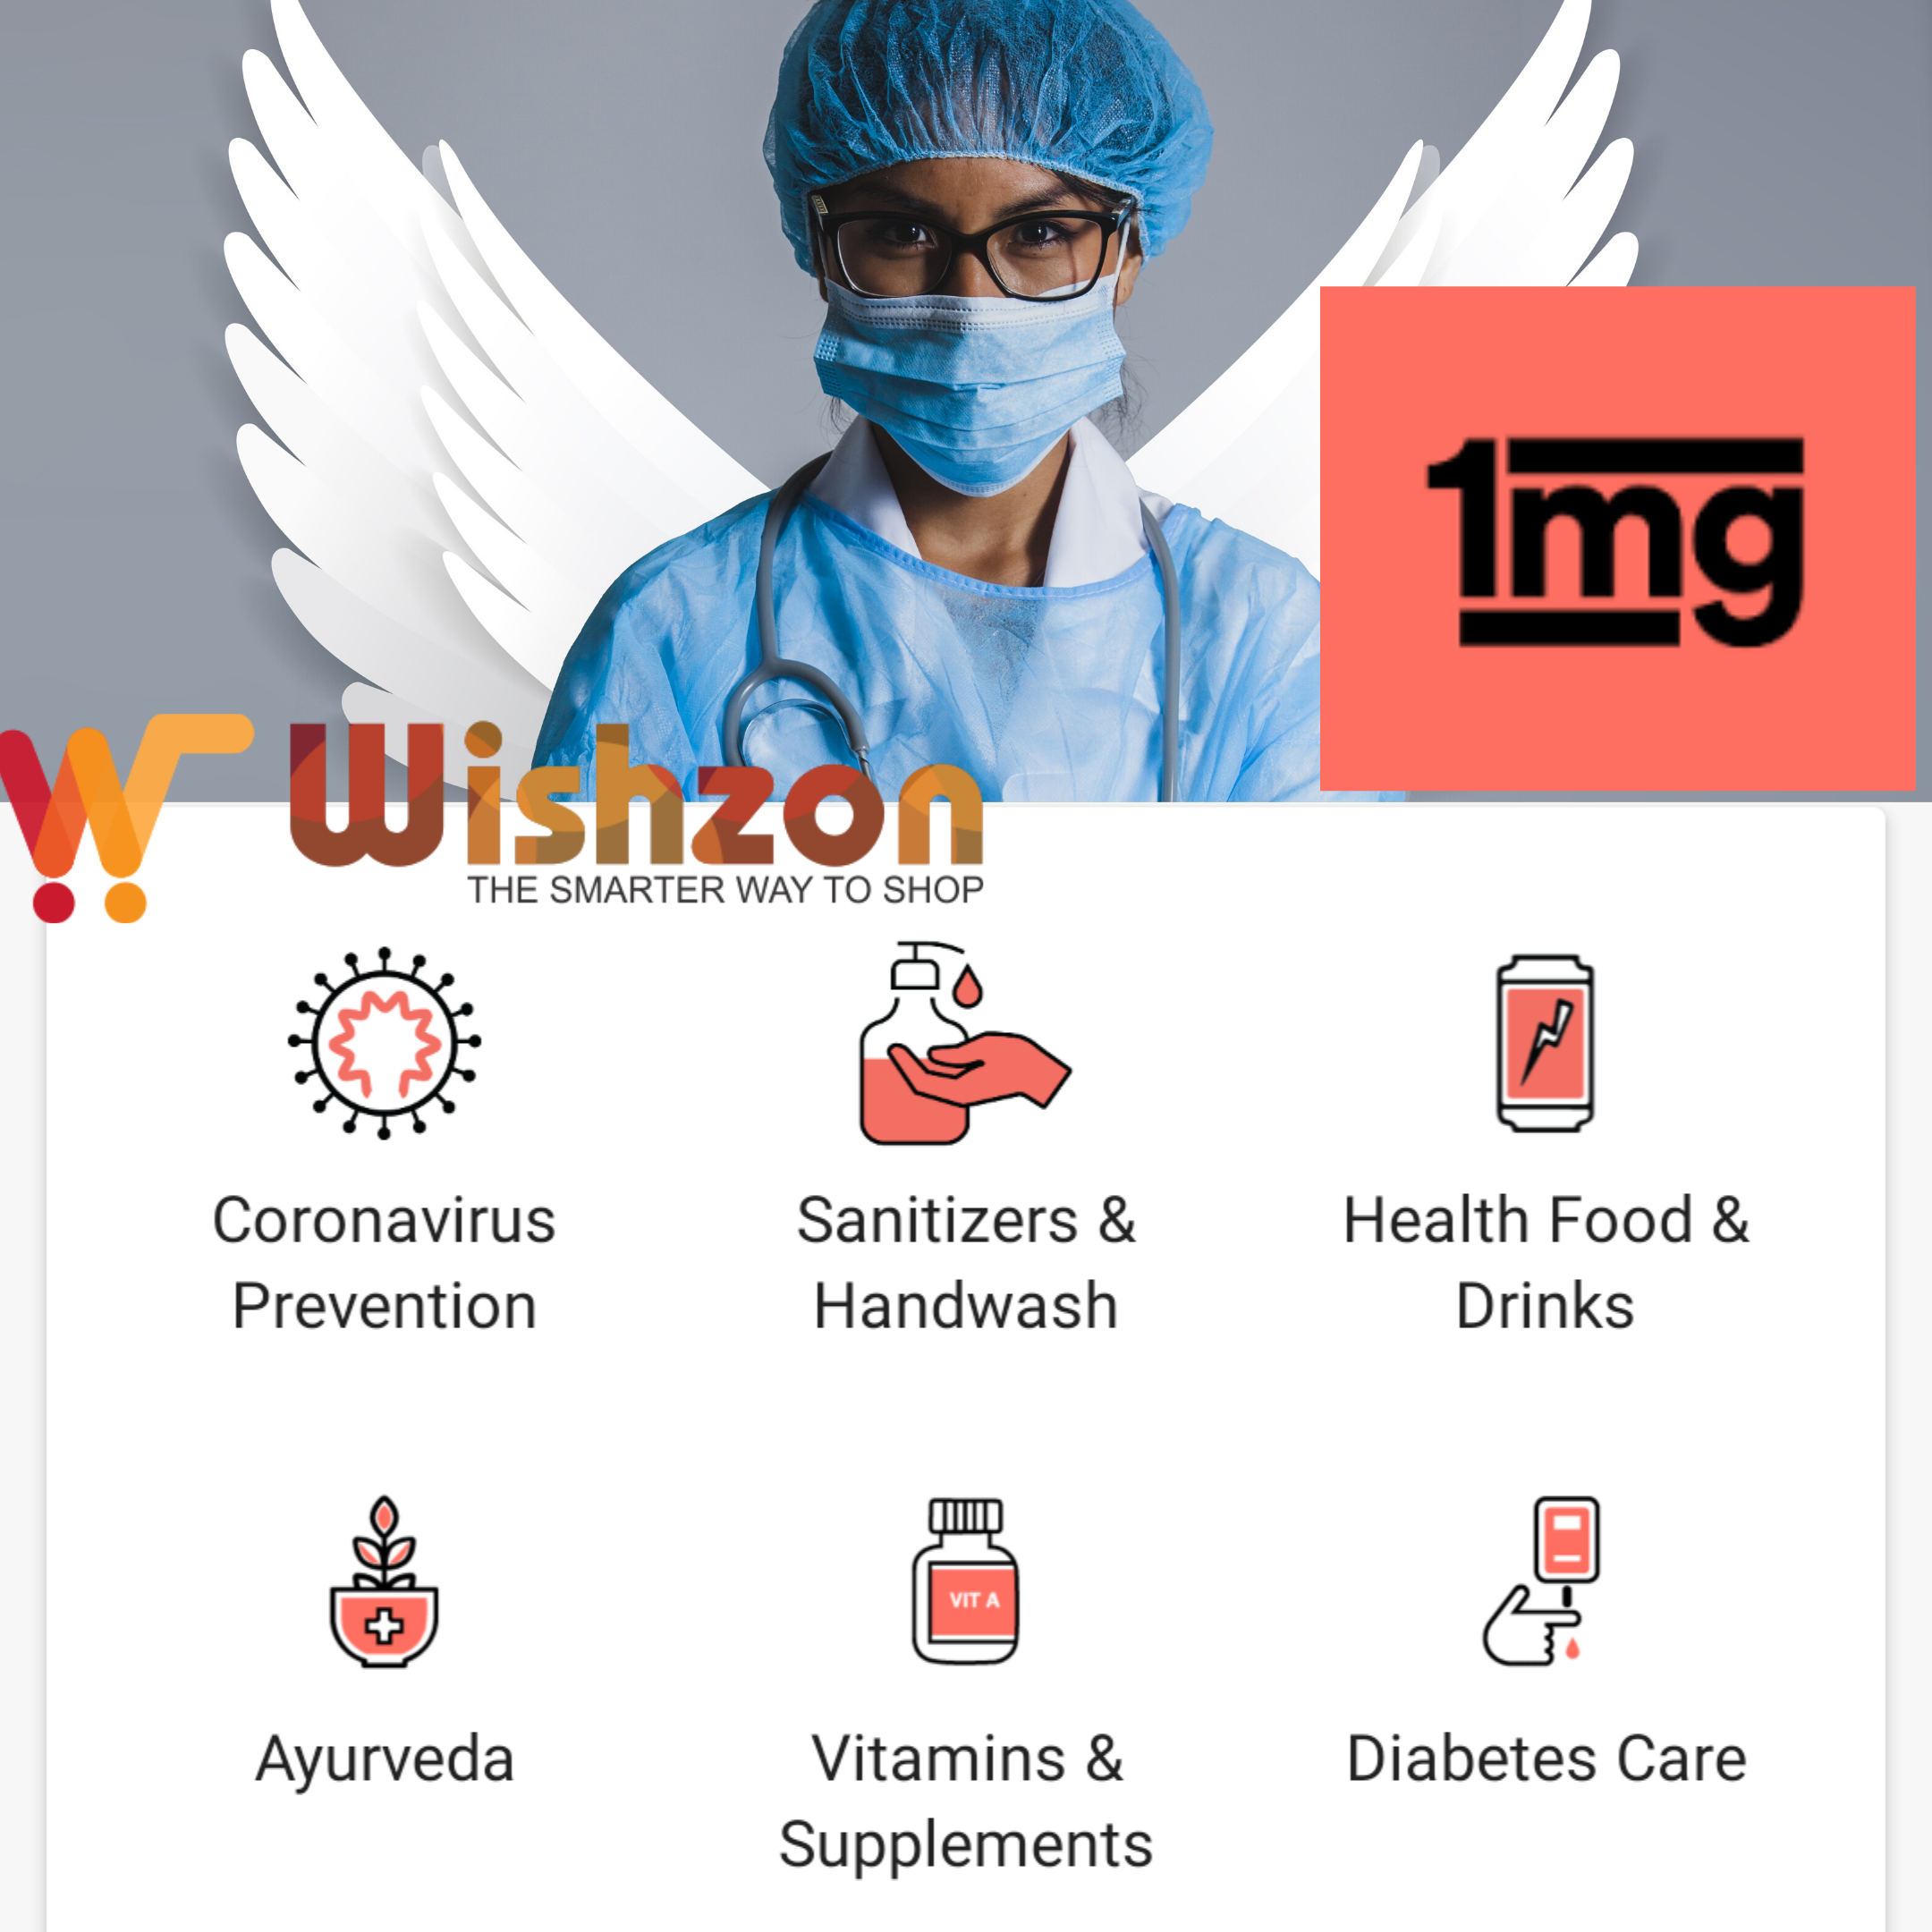 1mg
Wishzon
THE SMARTER WAY TO SHOP
Coronavirus
Prevention
Sanitizers &
Handwash
Health Food &
Drinks
VIT A
Ayurveda
Vitamins &
Supplements
Diabetes Care